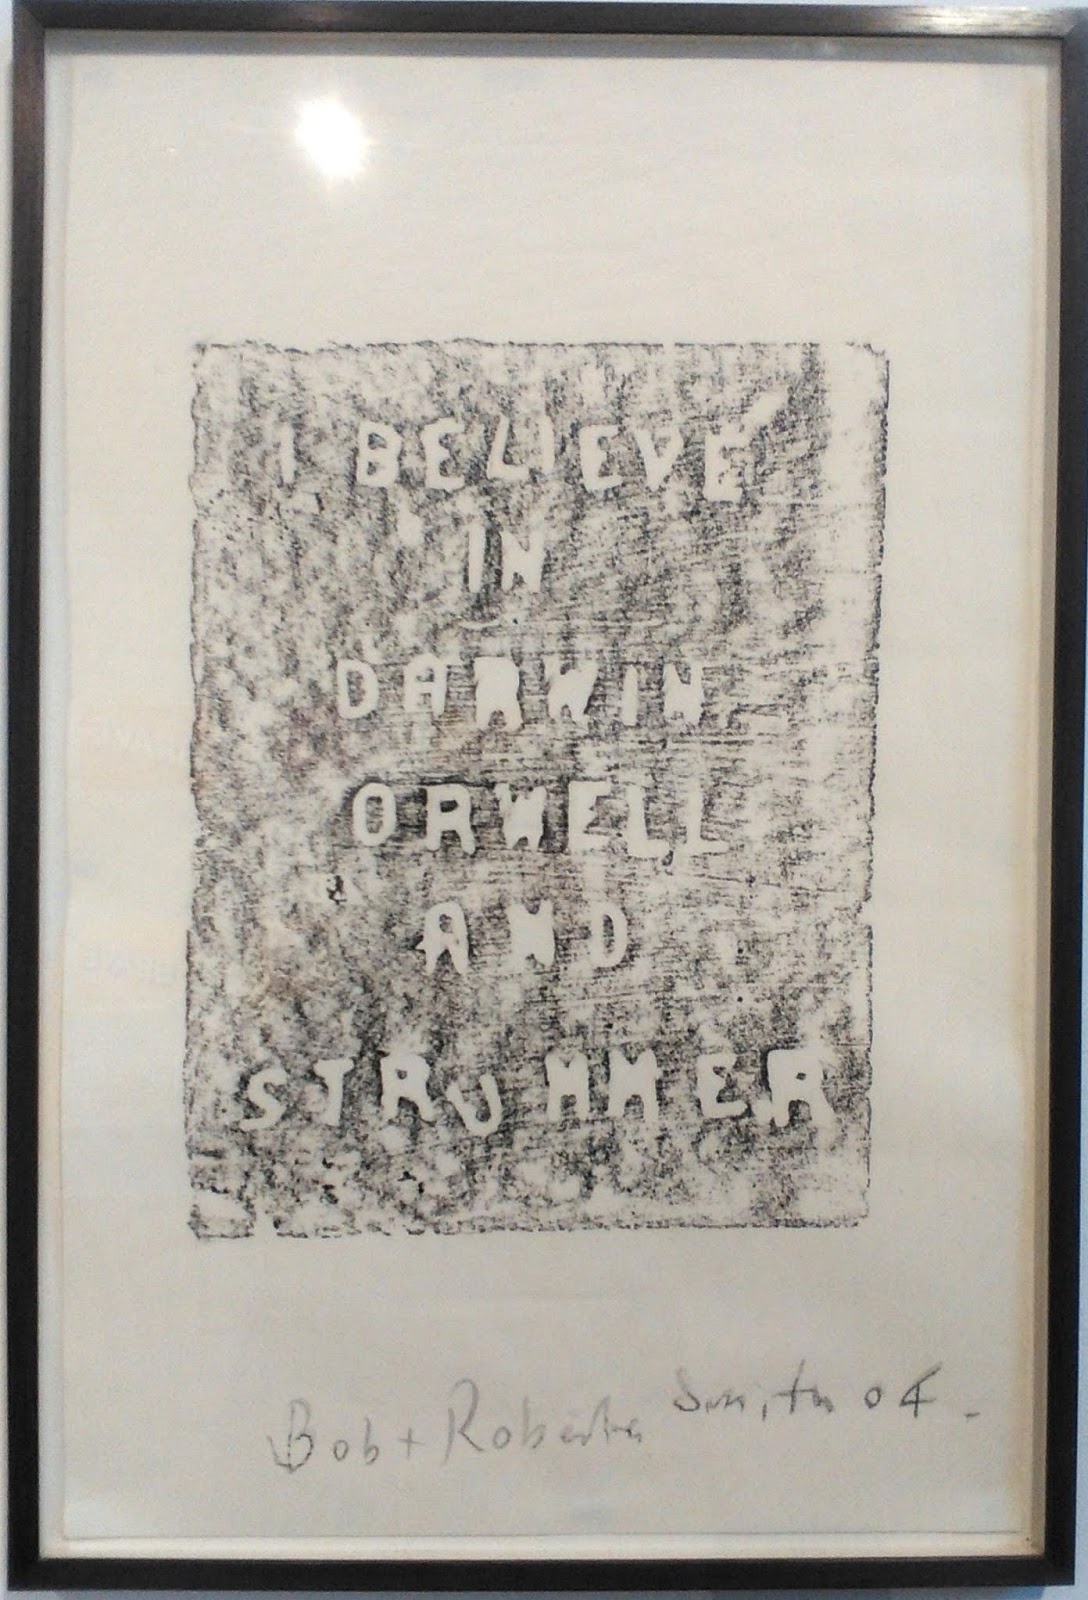 I BELIEVE
IN
DARWIN
ORWELL
AND
STRUMMER
Bob + Roberta Smith 04.